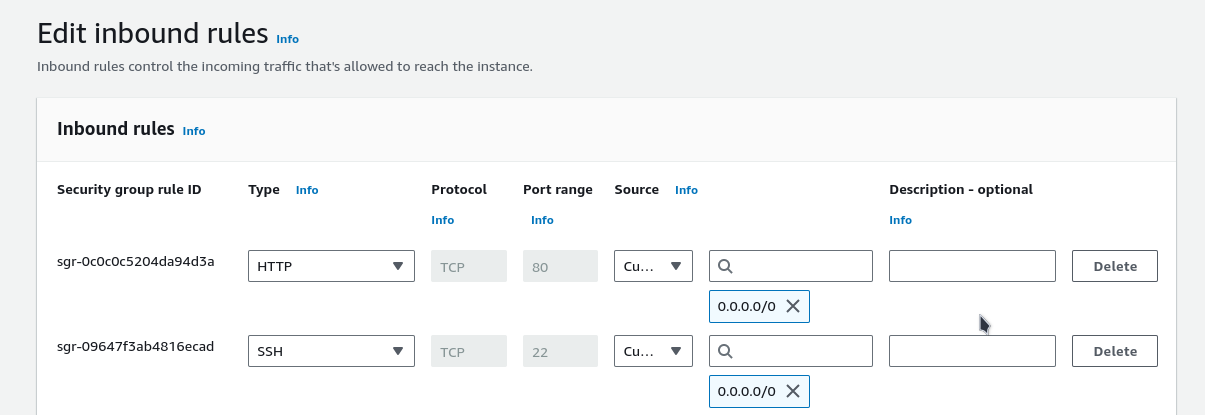 Edit inbound rules Info
Inbound rules control the incoming traffic that's allowed to reach the instance.
Inbound rules Info
Security group rule ID Type Info Protocol Info Port range Info Source Info Description - optional Info
sgr-0c0c0c5204da94d3a HTTP TCP 80 Cu... Delete
0.0.0.0/0
sgr-09647f3ab4816ecad SSH TCP 22 Cu... Delete
0.0.0.0/0